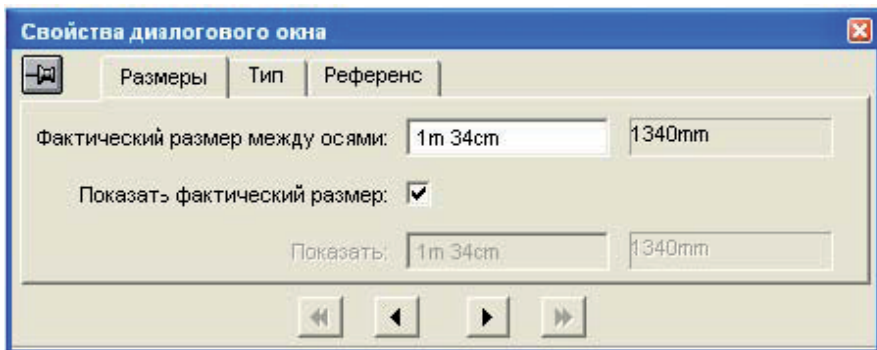 Свойства диалогового окна
Размеры Тип Референс
Фактический размер между осями: 1m 34cm 1340mm
Показать фактический размер:
Показать: 1m 34cm 1340mm